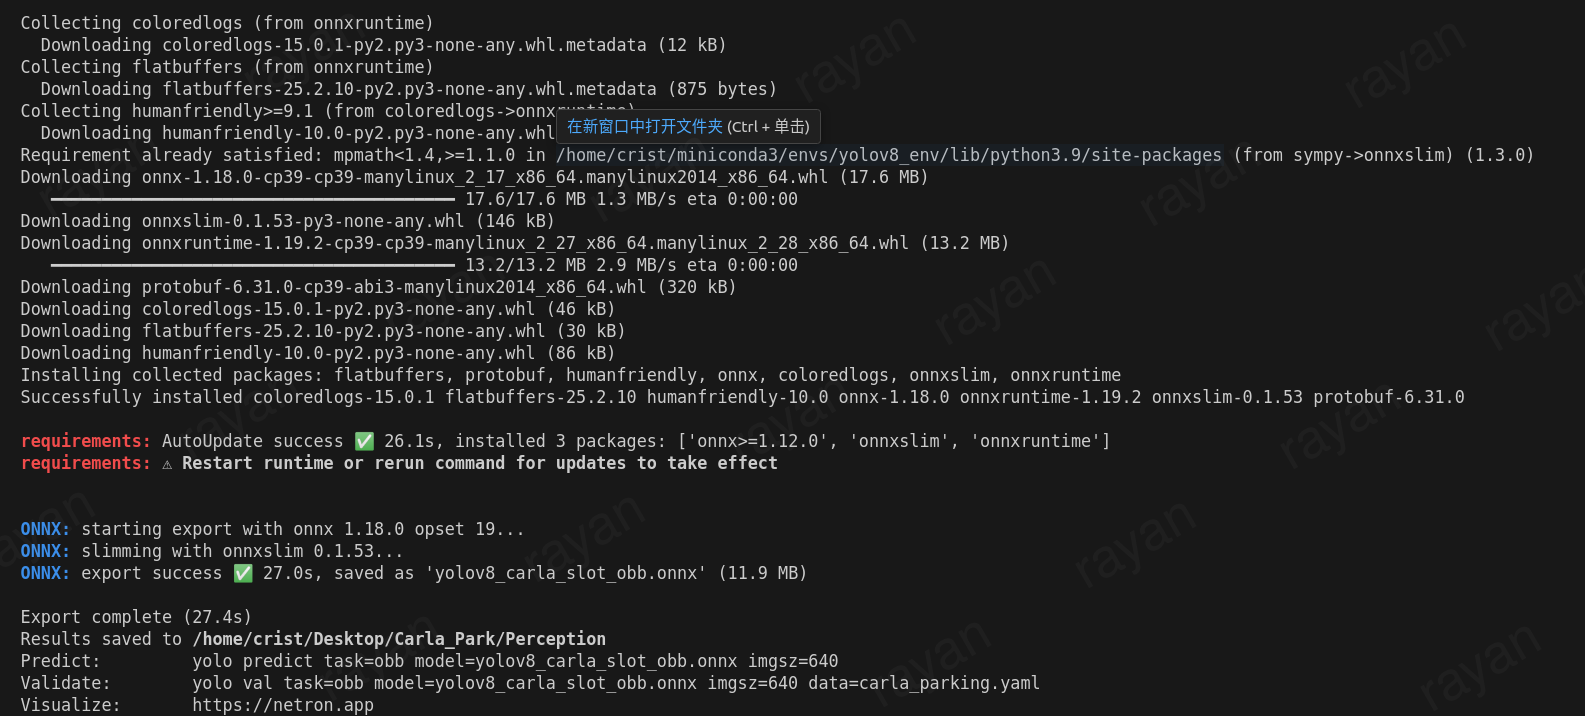 Collecting coloredlogs (from onnxruntime)
Downloading coloredlogs-15.0.1-py2.py3-none-any.whl.metadata (12 kB)
Collecting flatbuffers (from onnxruntime)
Downloading flatbuffers-25.2.10-py2.py3-none-any.whl.metadata (875 bytes)
Collecting humanfriendly>=9.1 (from coloredlogs->onnxruntime)
在新窗口中打开文件夹 (Ctrl + 单击)
Downloading humanfriendly-10.0-py2.py3-none-any.whl
Requirement already satisfied: mpmath<1.4,>=1.1.0 in /home/crist/miniconda3/envs/yolov8_env/lib/python3.9/site-packages (from sympy->onnxslim) (1.3.0)
Downloading onnx-1.18.0-cp39-cp39-manylinux_2_17_x86_64.manylinux2014_x86_64.whl (17.6 MB)
17.6/17.6 MB 1.3 MB/s eta 0:00:00
Downloading onnxslim-0.1.53-py3-none-any.whl (146 kB)
Downloading onnxruntime-1.19.2-cp39-cp39-manylinux_2_27_x86_64.manylinux_2_28_x86_64.whl (13.2 MB)
13.2/13.2 MB 2.9 MB/s eta 0:00:00
Downloading protobuf-6.31.0-cp39-abi3-manylinux2014_x86_64.whl (320 kB)
Downloading coloredlogs-15.0.1-py2.py3-none-any.whl (46 kB)
Downloading flatbuffers-25.2.10-py2.py3-none-any.whl (30 kB)
Downloading humanfriendly-10.0-py2.py3-none-any.whl (86 kB)
Installing collected packages: flatbuffers, protobuf, humanfriendly, onnx, coloredlogs, onnxslim, onnxruntime
Successfully installed coloredlogs-15.0.1 flatbuffers-25.2.10 humanfriendly-10.0 onnx-1.18.0 onnxruntime-1.19.2 onnxslim-0.1.53 protobuf-6.31.0
requirements: AutoUpdate success ✅ 26.1s, installed 3 packages: ['onnx>=1.12.0', 'onnxslim', 'onnxruntime']
requirements: ⚠ Restart runtime or rerun command for updates to take effect
ONNX: starting export with onnx 1.18.0 opset 19...
ONNX: slimming with onnxslim 0.1.53...
ONNX: export success ✅ 27.0s, saved as 'yolov8_carla_slot_obb.onnx' (11.9 MB)
Export complete (27.4s)
Results saved to /home/crist/Desktop/Carla_Park/Perception
Predict: yolo predict task=obb model=yolov8_carla_slot_obb.onnx imgsz=640
Validate: yolo val task=obb model=yolov8_carla_slot_obb.onnx imgsz=640 data=carla_parking.yaml
Visualize: https://netron.app
rayan